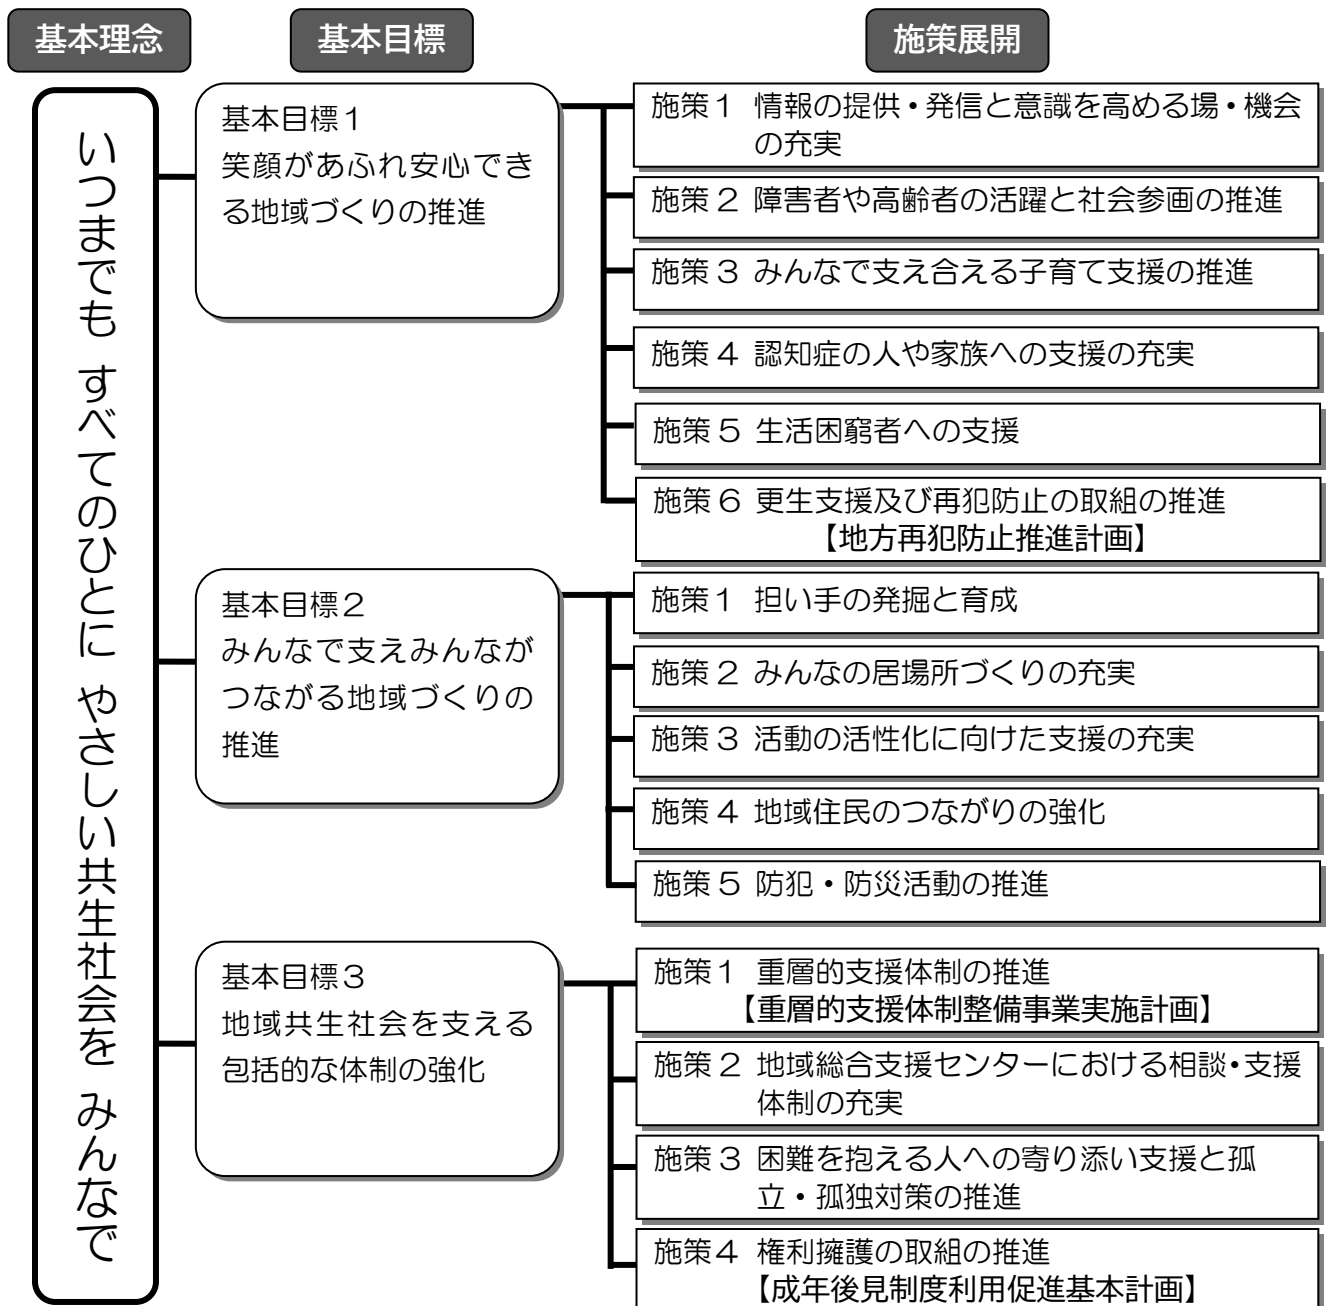 基本理念
基本目標
施策展開
いつまでも すべてのひとに やさしい共生社会を みんなで
基本目標１
笑顔があふれ安心でき
る地域づくりの推進
施策１ 情報の提供・発信と意識を高める場・機会
の充実
施策２ 障害者や高齢者の活躍と社会参画の推進
施策３ みんなで支え合える子育て支援の推進
施策４ 認知症の人や家族への支援の充実
施策５ 生活困窮者への支援
施策６ 更生支援及び再犯防止の取組の推進
【地方再犯防止推進計画】
基本目標２
みんなで支えみんなが
つながる地域づくりの
推進
施策１ 担い手の発掘と育成
施策２ みんなの居場所づくりの充実
施策３ 活動の活性化に向けた支援の充実
施策４ 地域住民のつながりの強化
施策５ 防犯・防災活動の推進
基本目標３
地域共生社会を支える
包括的な体制の強化
施策１ 重層的支援体制の推進
【重層的支援体制整備事業実施計画】
施策２ 地域総合支援センターにおける相談・支援
体制の充実
施策３ 困難を抱える人への寄り添い支援と孤
立・孤独対策の推進
施策４ 権利擁護の取組の推進
【成年後見制度利用促進基本計画】